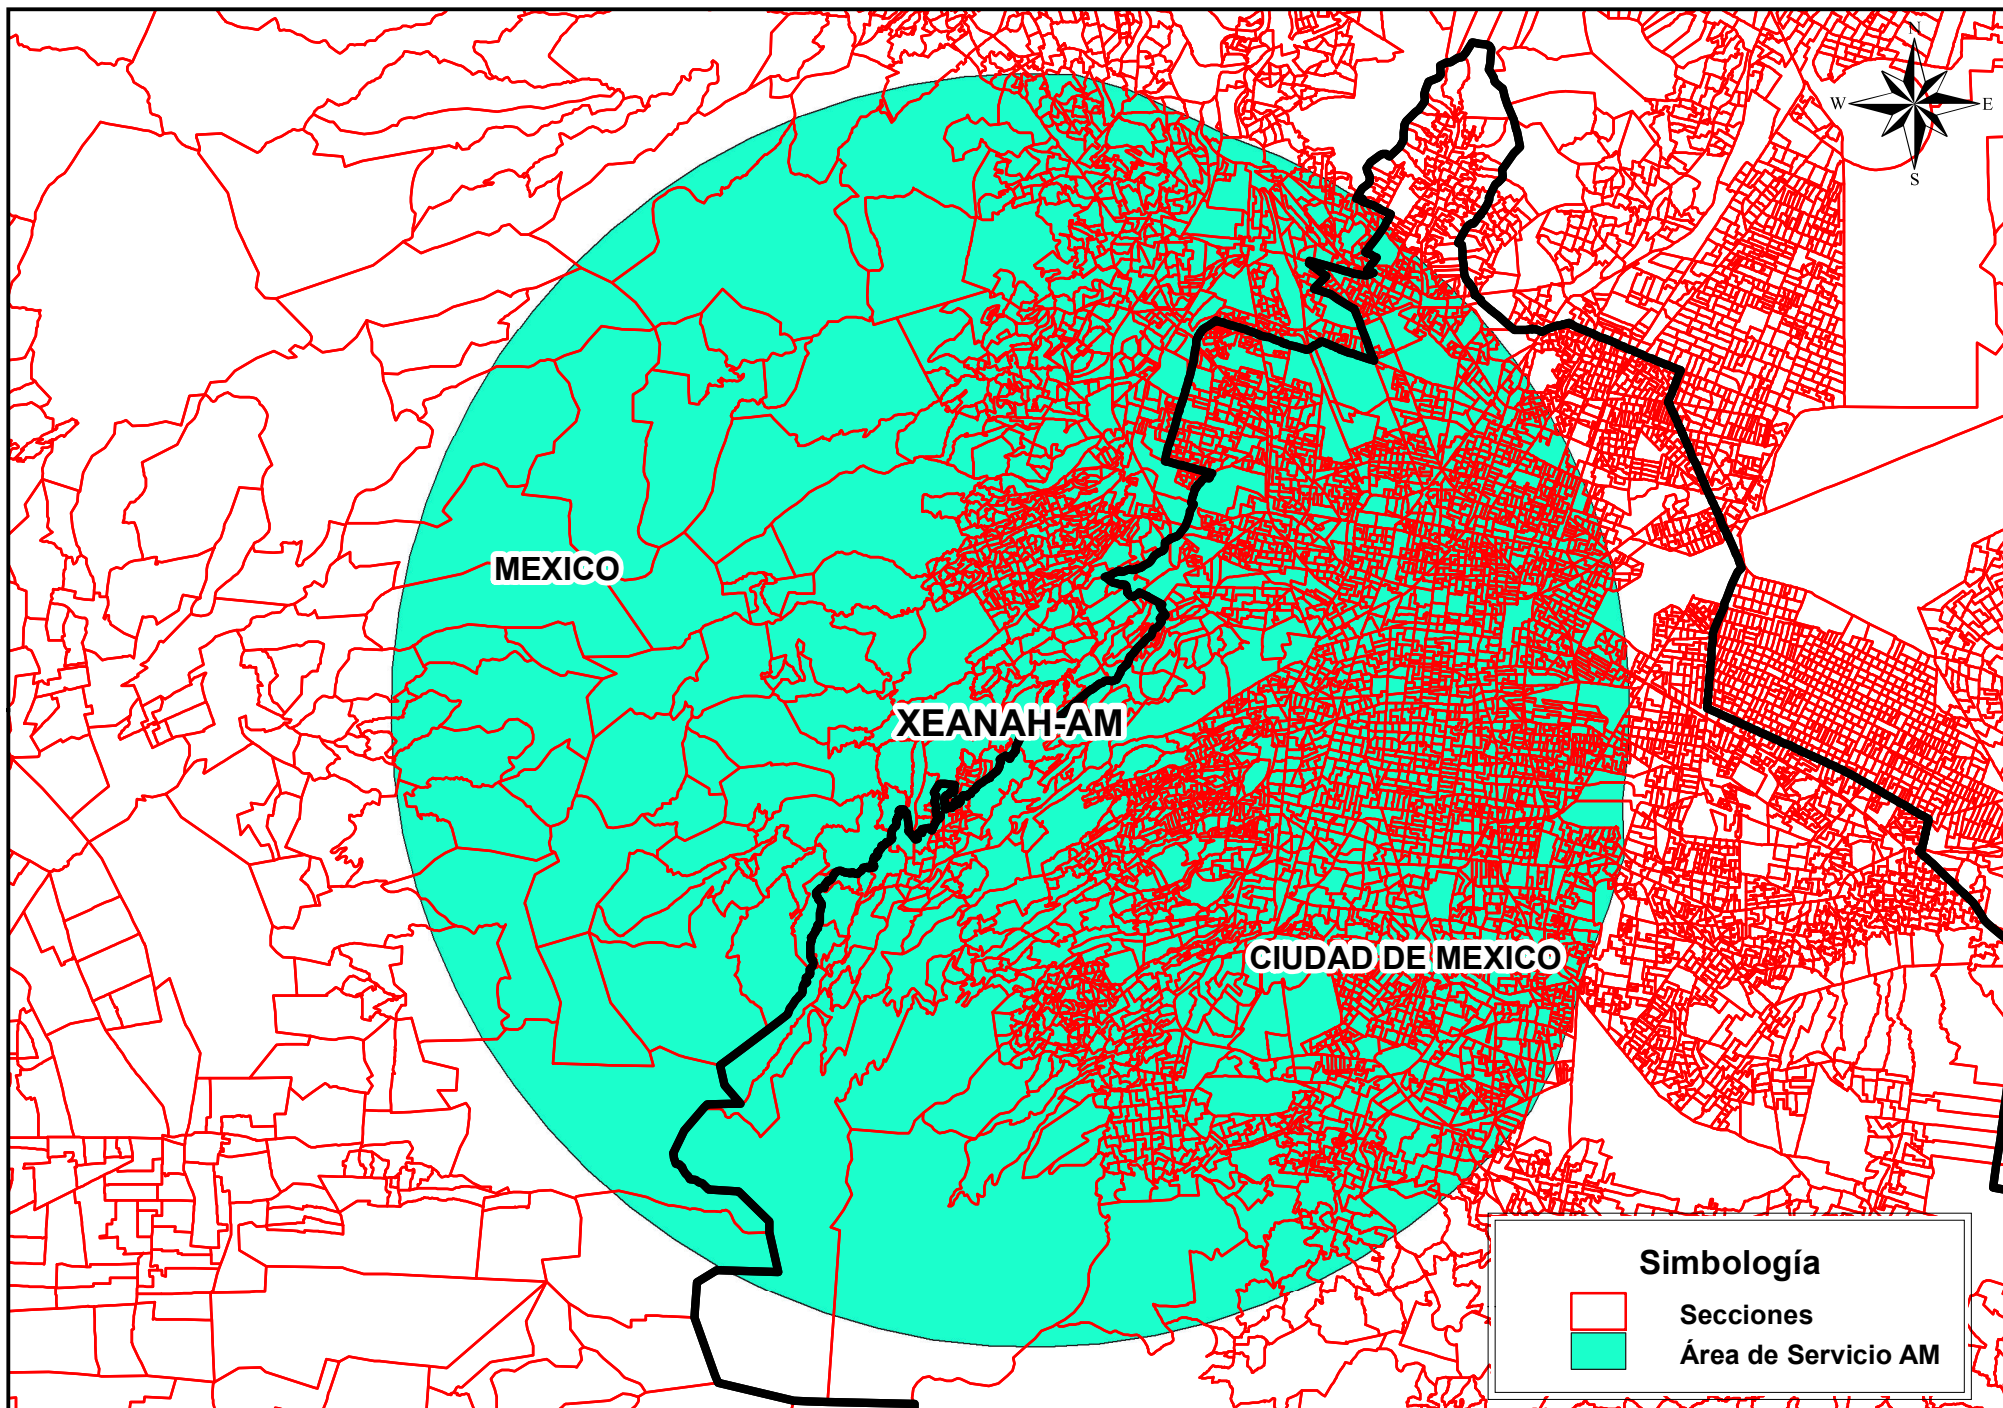 N
W
E
S
MEXICO
XEANAH-AM
CIUDAD DE MEXICO
Simbología
Secciones
Área de Servicio AM